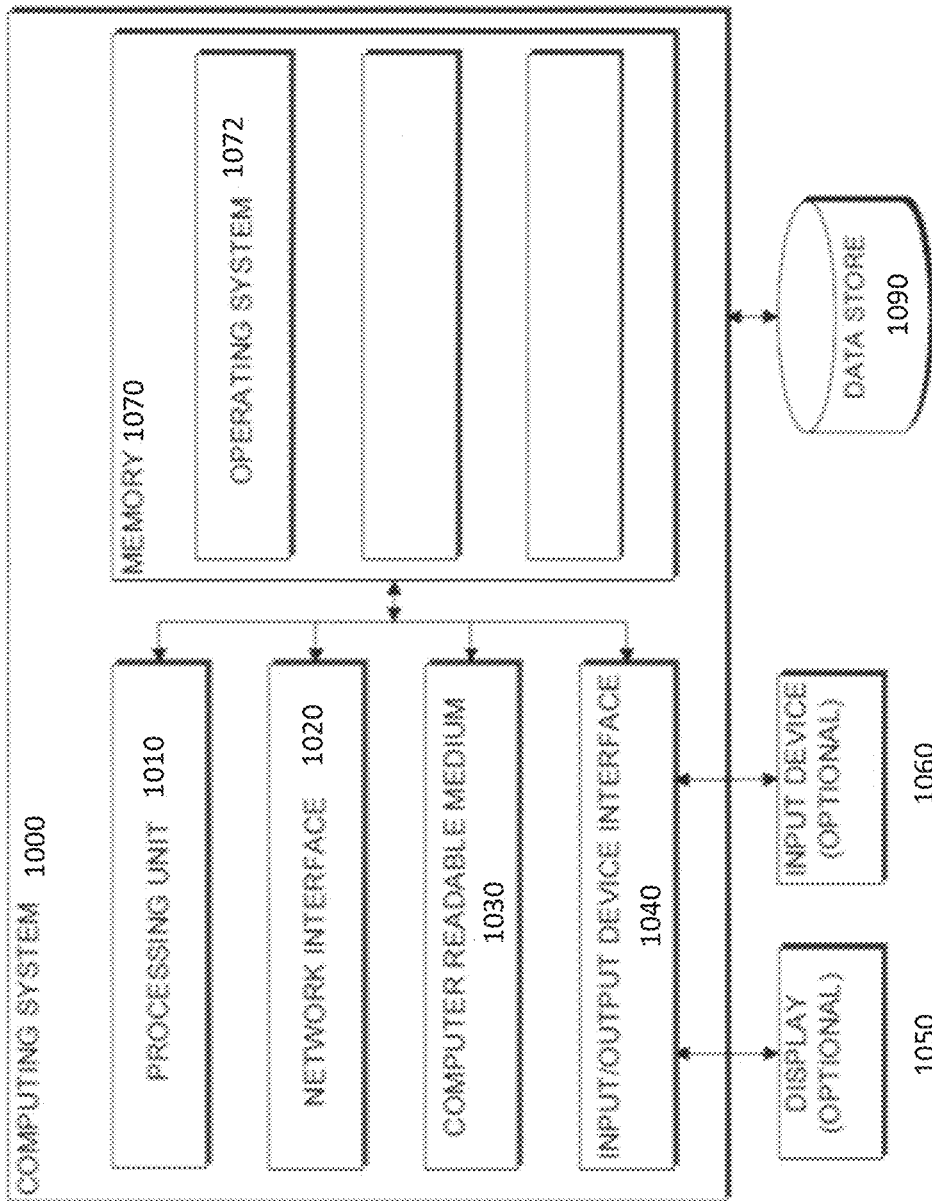 COMPUTING SYSTEM 1000
PROCESSING UNIT 1010
NETWORK INTERFACE 1020
COMPUTER READABLE MEDIUM
1030
INPUT/OUTPUT DEVICE INTERFACE
1040
MEMORY 1070
OPERATING SYSTEM 1072
DISPLAY
(OPTIONAL)
1050
INPUT DEVICE
(OPTIONAL)
1060
DATA STORE
1090